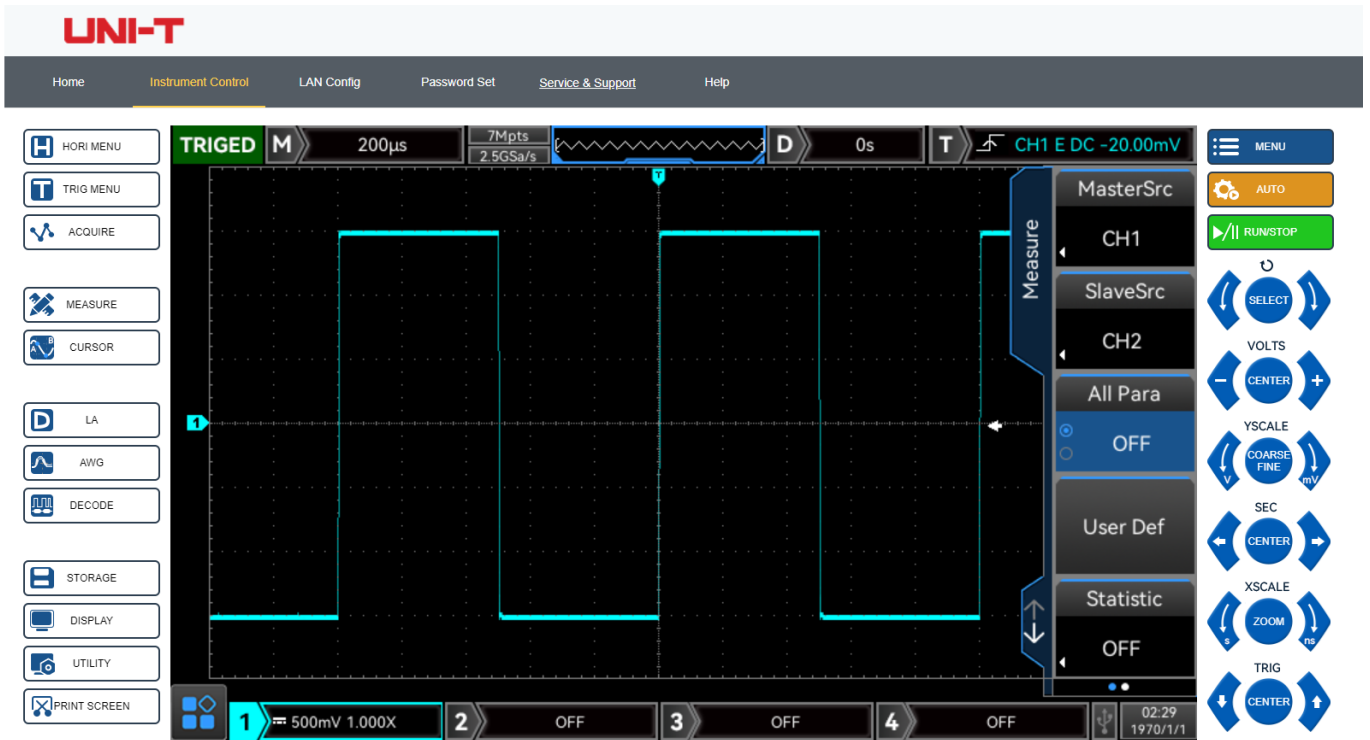 UNI-T
Home Instrument Control LAN Config Password Set Service & Support Help
HORI MENU
TRIG MENU
ACQUIRE
MEASURE
CURSOR
LA
AWG
DECODE
STORAGE
DISPLAY
UTILITY
PRINT SCREEN
TRIGED M 200μs 7Mpts 2.5GSa/s D 0s T CH1 E DC -20.00mV
T
1
Measure
MasterSrc
CH1
SlaveSrc
CH2
All Para
OFF
User Def
Statistic
OFF
1 500mV 1.000X 2 OFF 3 OFF 4 OFF 02:29
1970/1/1
MENU
AUTO
RUN/STOP
SELECT
VOLTS
- CENTER +
YSCALE
COARSE
FINE
V mV
SEC
CENTER
XSCALE
ZOOM
s ns
TRIG
CENTER